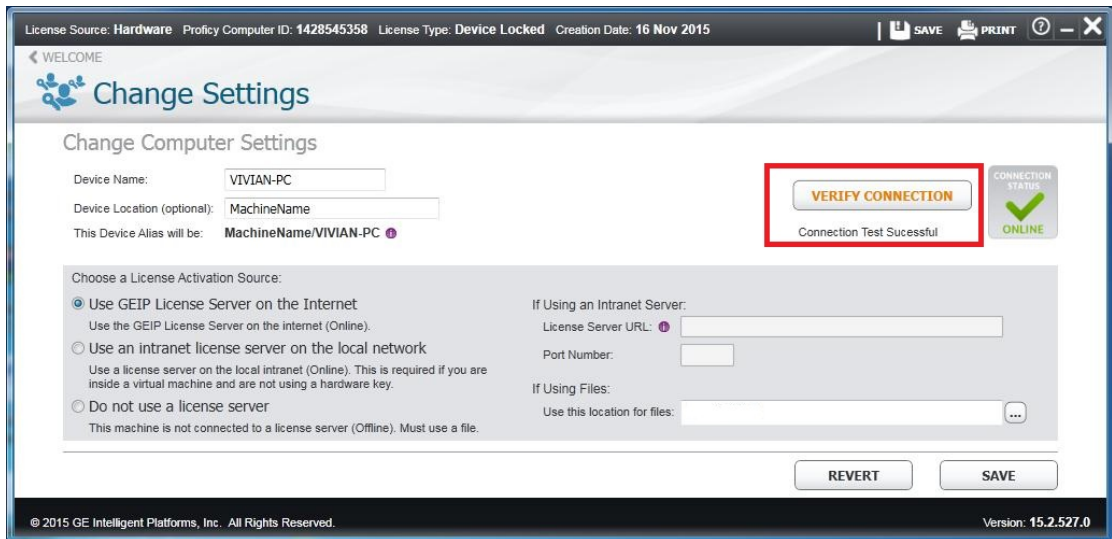 License Source: Hardware Proficy Computer ID: 1428545358 License Type: Device Locked Creation Date: 16 Nov 2015
SAVE PRINT ?
WELCOME
Change Settings
Change Computer Settings
Device Name: VIVIAN-PC
Device Location (optional): MachineName
This Device Alias will be: MachineName/VIVIAN-PC
VERIFY CONNECTION
Connection Test Sucessful
CONNECTION
STATUS
ONLINE
Choose a License Activation Source:
Use GEIP License Server on the Internet
Use the GEIP License Server on the internet (Online).
Use an intranet license server on the local network
Use a license server on the local intranet (Online). This is required if you are
inside a virtual machine and are not using a hardware key.
Do not use a license server
This machine is not connected to a license server (Offline). Must use a file.
If Using an Intranet Server:
License Server URL:
Port Number:
If Using Files:
Use this location for files:
...
REVERT SAVE
© 2015 GE Intelligent Platforms, Inc. All Rights Reserved. Version: 15.2.527.0